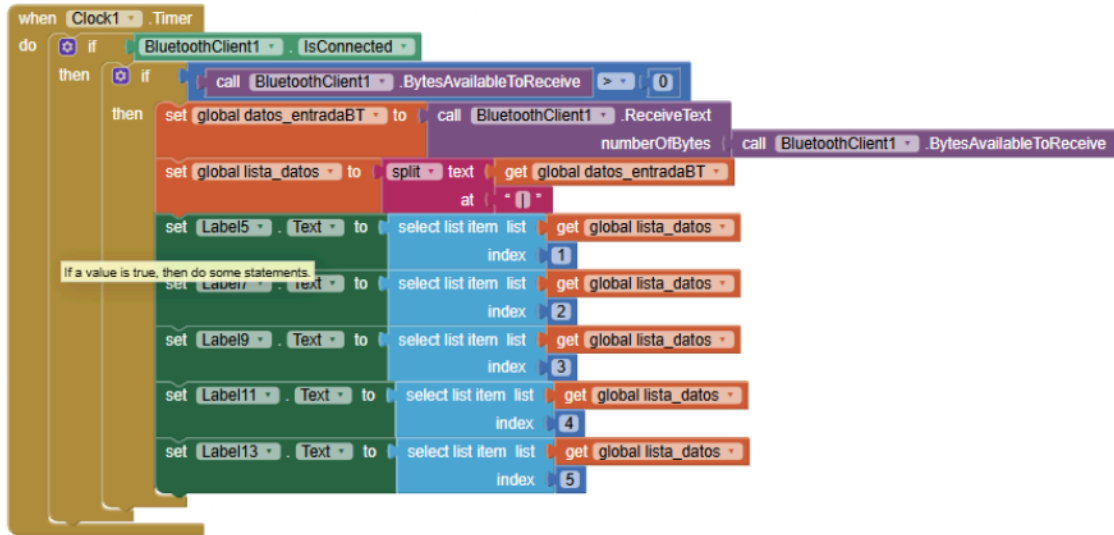 when Clock1 .Timer
do if BluetoothClient1 . IsConnected
then if call BluetoothClient1 .BytesAvailableToReceive > 0
then set global datos_entradaBT to call BluetoothClient1 .ReceiveText
numberOfBytes call BluetoothClient1 .BytesAvailableToReceive
set global lista_datos to split text get global datos_entradaBT
at “ | ”
set Label5 . Text to select list item list get global lista_datos
index 1
If a value is true, then do some statements.
set Label7 . Text to select list item list get global lista_datos
index 2
set Label9 . Text to select list item list get global lista_datos
index 3
set Label11 . Text to select list item list get global lista_datos
index 4
set Label13 . Text to select list item list get global lista_datos
index 5